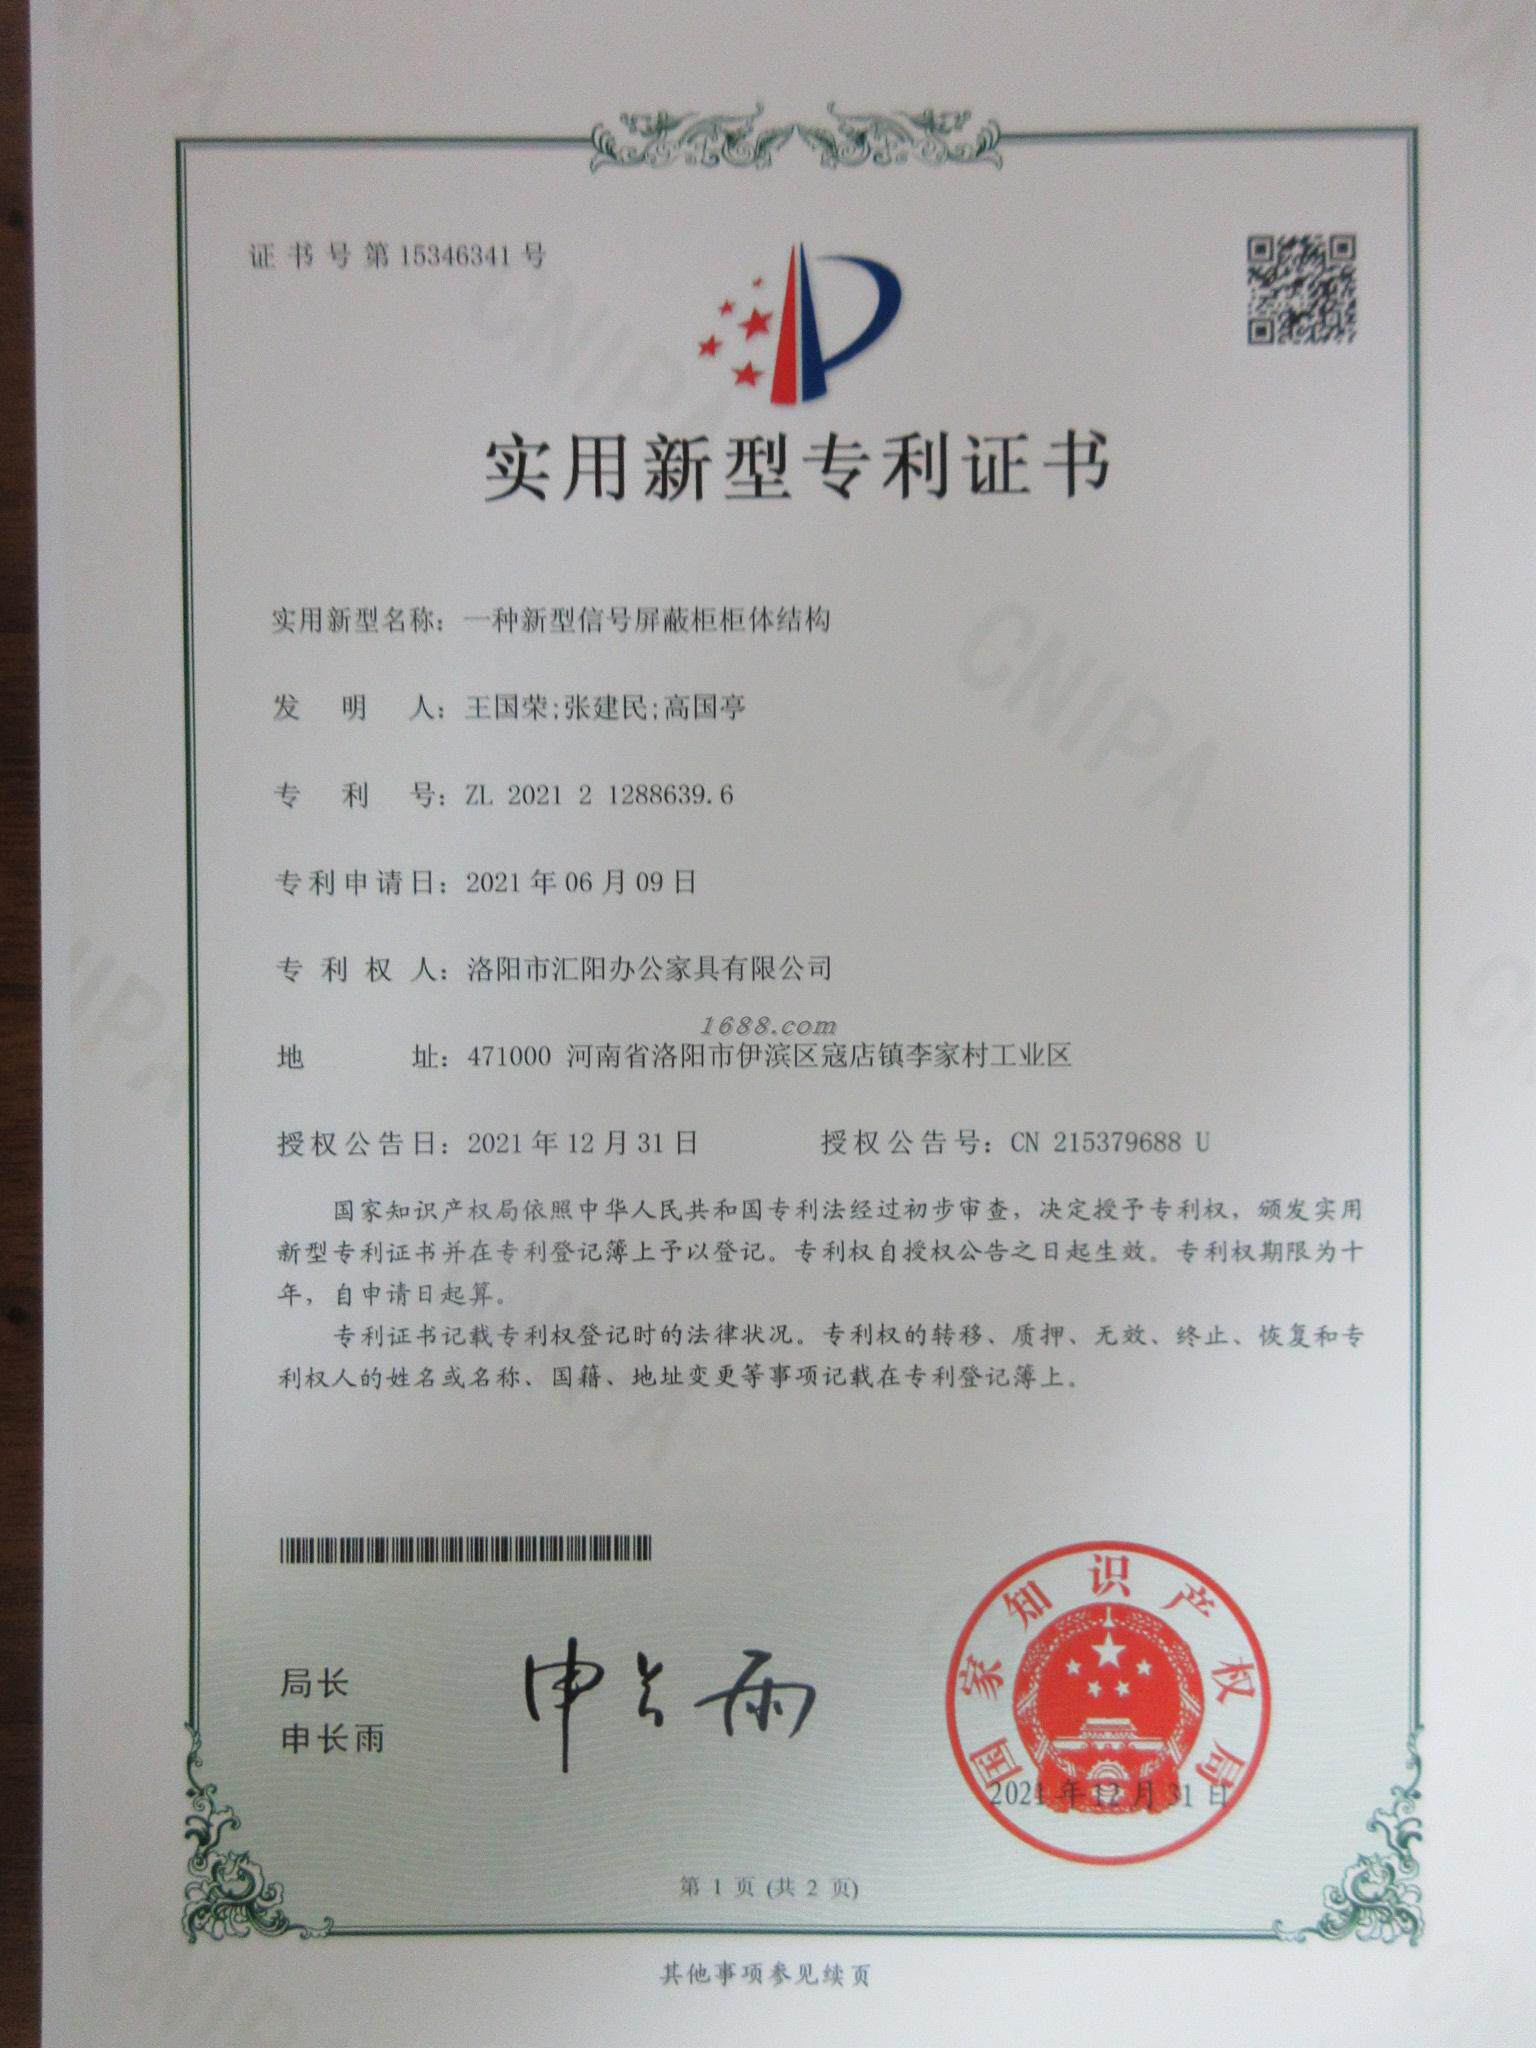 证书号第15346341号
实用新型专利证书
实用新型名称：一种新型信号屏蔽柜柜体结构
发明人：王国荣;张建民;高国亭
专利号：ZL 2021 2 1288639.6
专利申请日：2021年06月09日
专利权人：洛阳市汇阳办公家具有限公司
1688.com
地址：471000 河南省洛阳市伊滨区寇店镇李家村工业区
授权公告日：2021年12月31日 授权公告号：CN 215379688 U
国家知识产权局依照中华人民共和国专利法经过初步审查，决定授予专利权，颁发实用
新型专利证书并在专利登记簿上予以登记。专利权自授权公告之日起生效。专利权期限为十
年，自申请日起算。
专利证书记载专利权登记时的法律状况。专利权的转移、质押、无效、终止、恢复和专
利权人的姓名或名称、国籍、地址变更等事项记载在专利登记簿上。
局长
申长雨
申长雨
国家知识产权局
2021年12月31日
第 1 页 (共 2 页)
其他事项参见续页
CNIPA